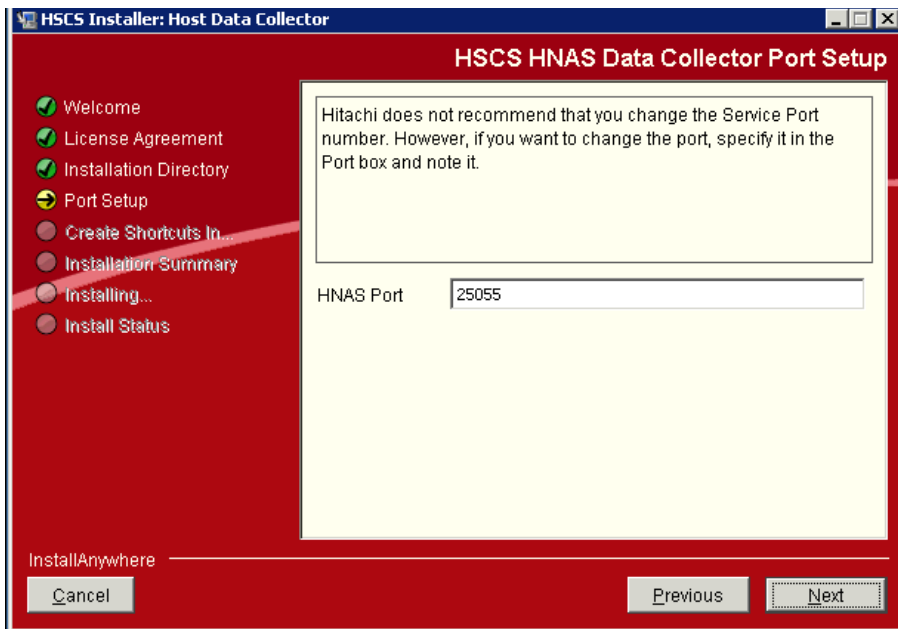 HSCS Installer: Host Data Collector
HSCS HNAS Data Collector Port Setup
Welcome
License Agreement
Installation Directory
Port Setup
Create Shortcuts In...
Installation Summary
Installing...
Install Status
Hitachi does not recommend that you change the Service Port
number. However, if you want to change the port, specify it in the
Port box and note it.
HNAS Port
25055
InstallAnywhere
Cancel
Previous
Next